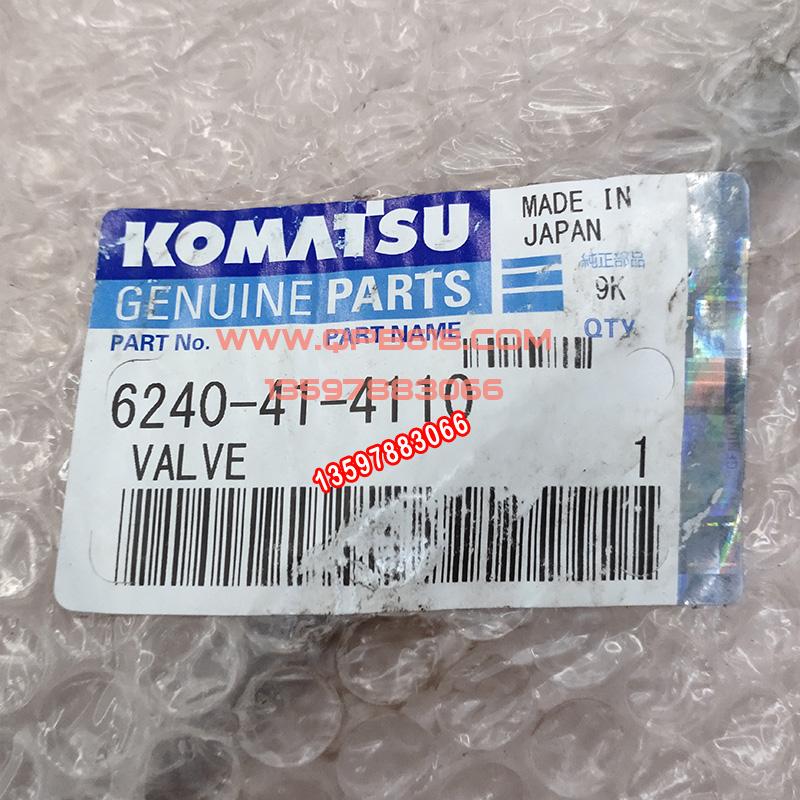 KOMATSU
MADE IN
JAPAN
GENUINE PARTS
純正部品
9K
PART No.
PART NAME
QTY
WWW.QFB818.COM
13597883066
6240-41-4110
VALVE
13597883066
1